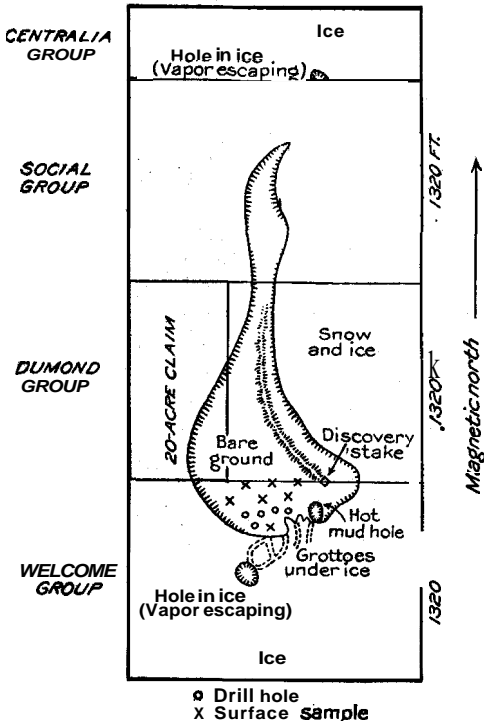 CENTRALIA
GROUP
Ice
Hole in ice
(Vapor escaping)
SOCIAL
GROUP
1320 FT.
Snow
and ice
DUMOND
GROUP
20-ACRE CLAIM
1320
Magnetic north
Bare
ground
Discovery
stake
Hot
mud hole
Grottoes
under ice
WELCOME
GROUP
Hole in ice
(Vapor escaping)
1320
Ice
o Drill hole
x Surface sample